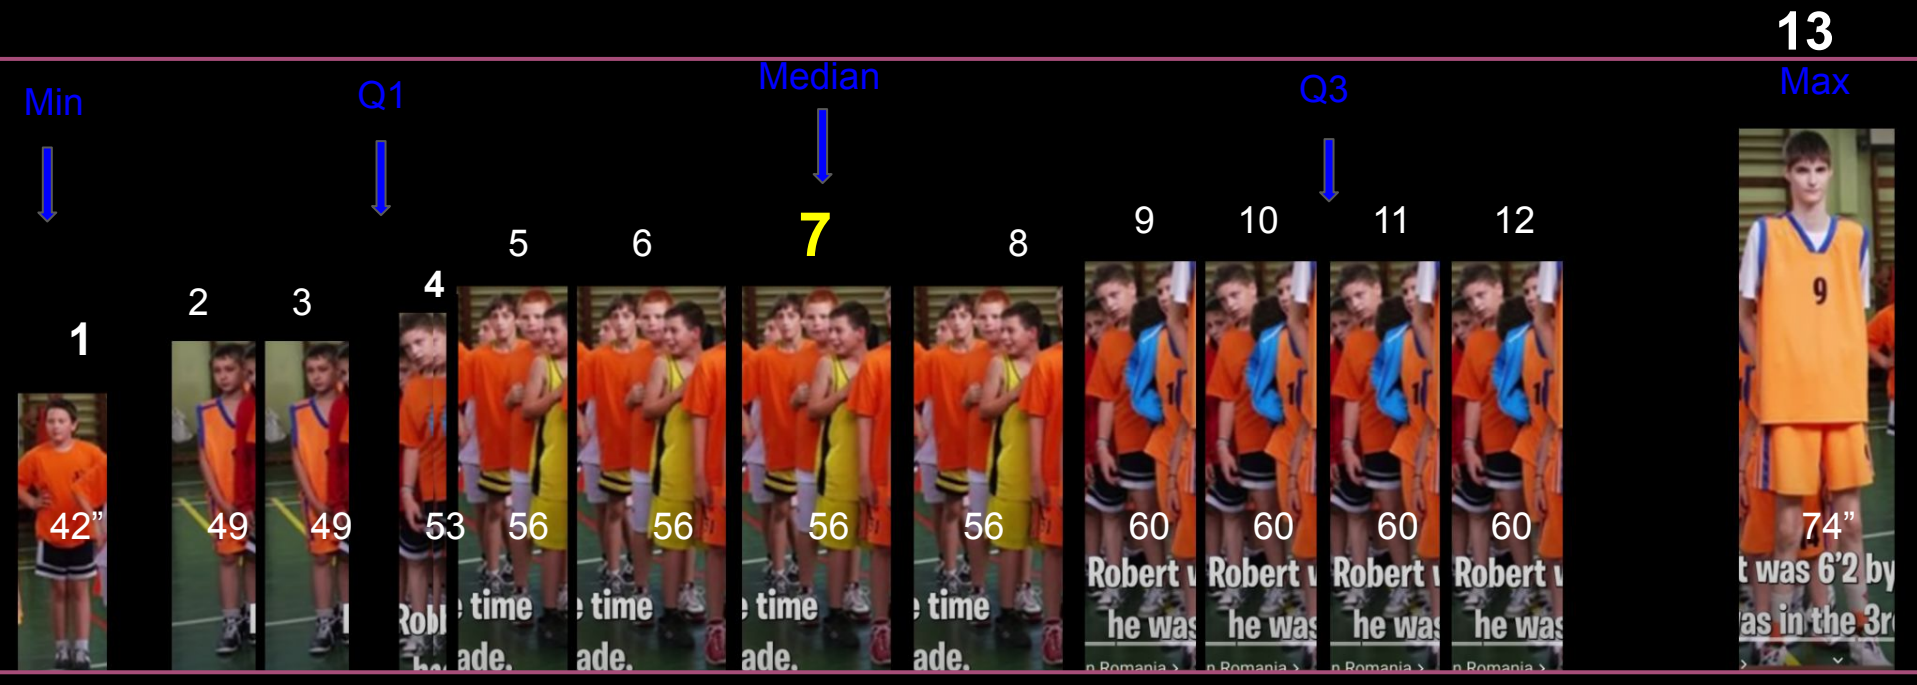 13
Min
Q1
Median
Q3
Max
1
2
3
4
5
6
7
8
9
10
11
12
9
42”
49
49
53
56
56
56
56
60
60
60
60
74”
Robert
he was
Robert
he was
Robert
he was
Robert
he was
t was 6'2 by
as in the 3r
Robb
time
ade.
time
ade.
time
ade.
time
ade.
n Romania >
n Romania >
n Romania >
n Romania >